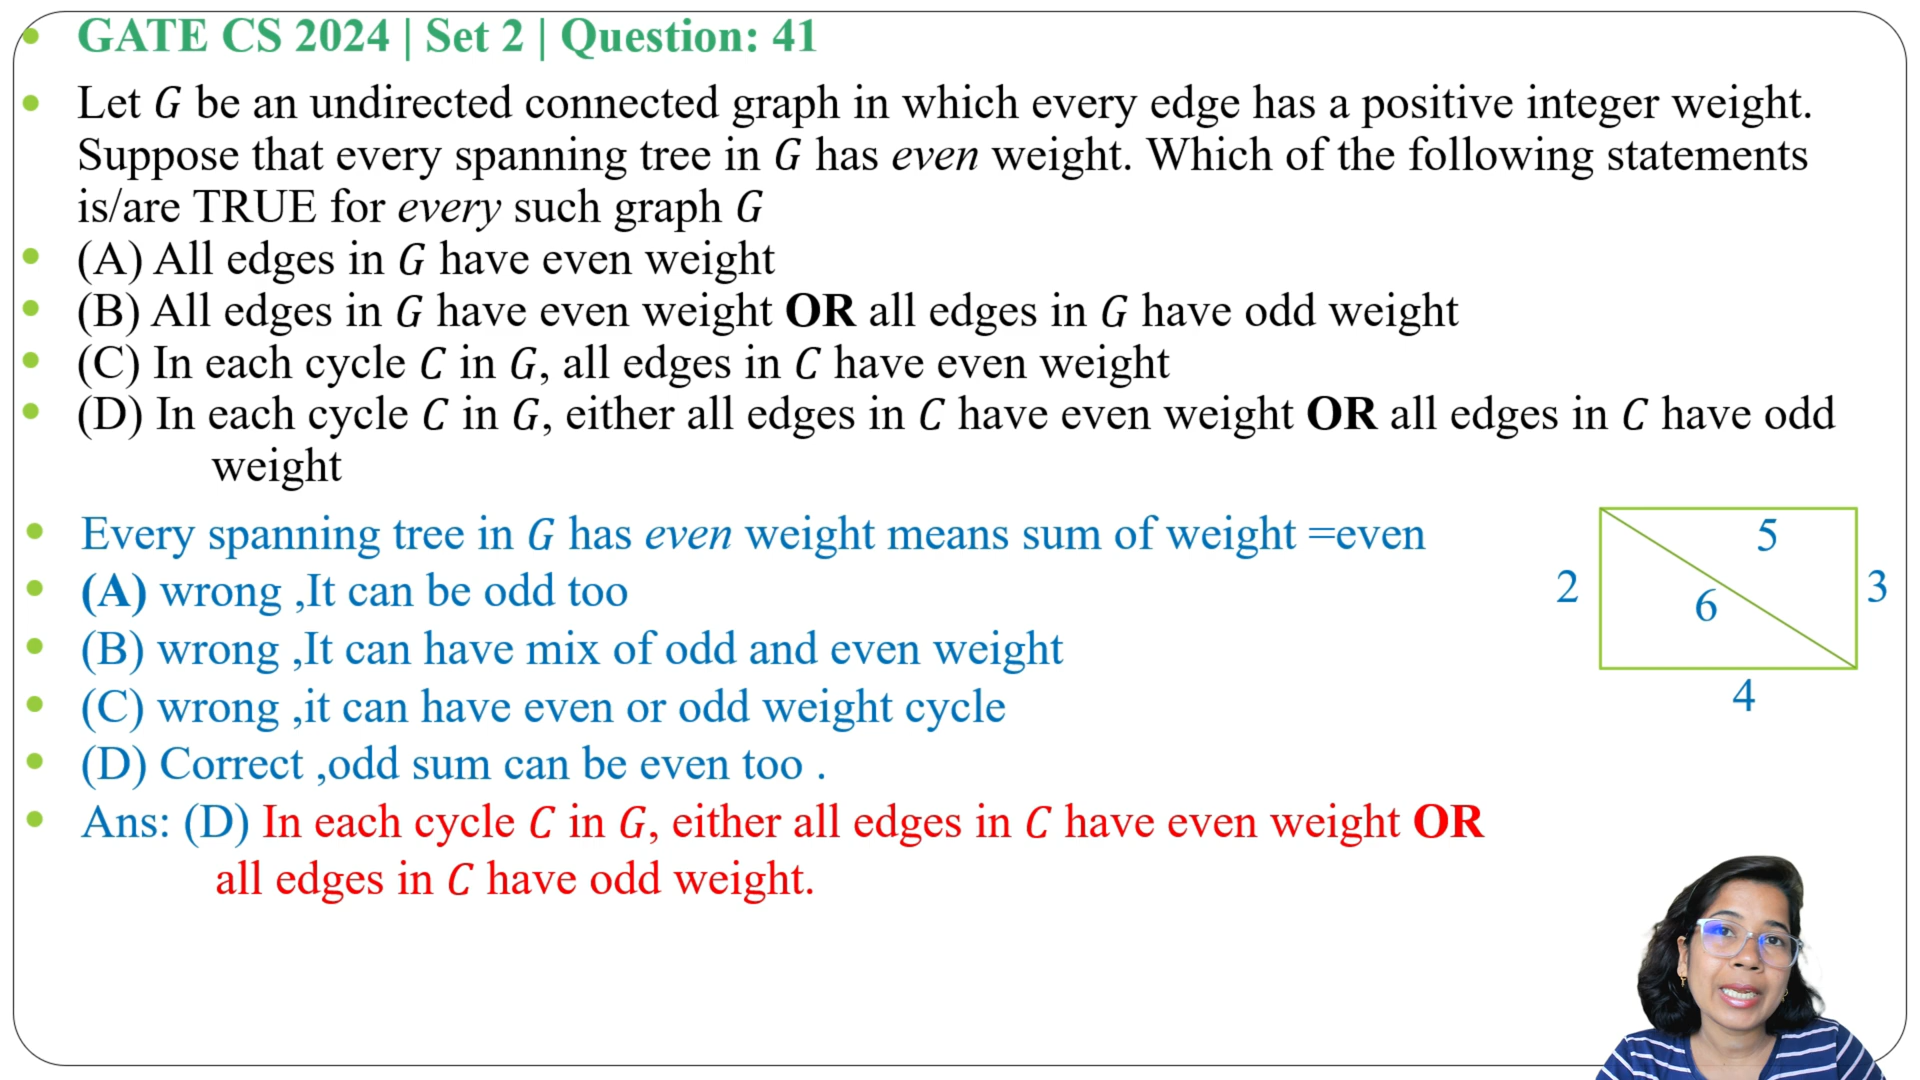 GATE CS 2024 | Set 2 | Question: 41
Let G be an undirected connected graph in which every edge has a positive integer weight.
Suppose that every spanning tree in G has even weight. Which of the following statements
is/are TRUE for every such graph G
(A) All edges in G have even weight
(B) All edges in G have even weight OR all edges in G have odd weight
(C) In each cycle C in G, all edges in C have even weight
(D) In each cycle C in G, either all edges in C have even weight OR all edges in C have odd
weight
Every spanning tree in G has even weight means sum of weight =even
(A) wrong ,It can be odd too
(B) wrong ,It can have mix of odd and even weight
(C) wrong ,it can have even or odd weight cycle
(D) Correct ,odd sum can be even too .
Ans: (D) In each cycle C in G, either all edges in C have even weight OR
all edges in C have odd weight.
5
2
6
3
4